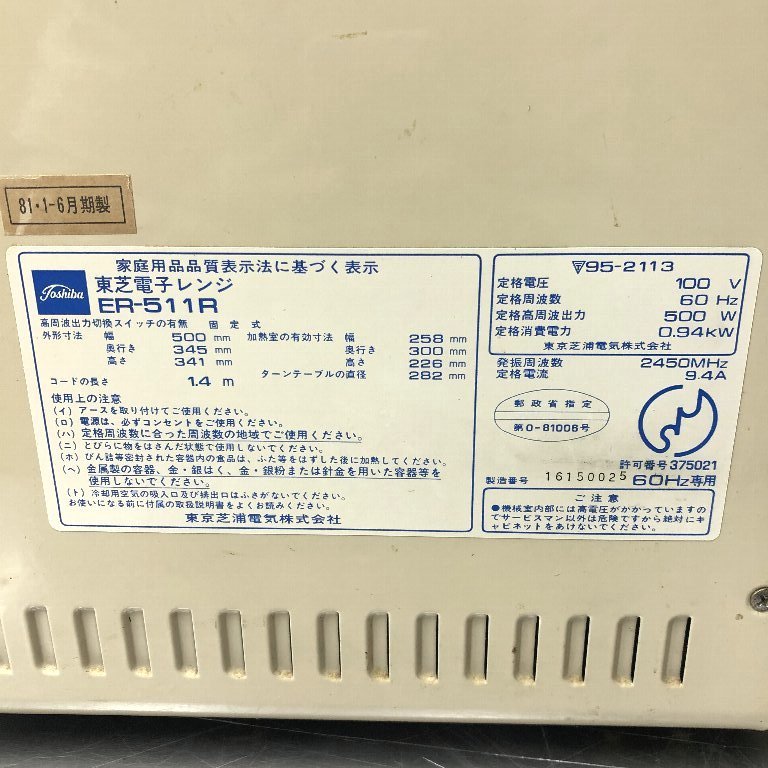 81・1-6月期製
家庭用品品質表示法に基づく表示
Toshiba
東芝電子レンジ
ER-511R
高周波出力切換スイッチの有無 固定式
外形寸法 幅 500 mm 加熱室の有効寸法 幅 258 mm
奥行き 345 mm 奥行き 300 mm
高さ 341 mm 高さ 226 mm
ターンテーブルの直径 282 mm
コードの長さ 1.4 m
使用上の注意
(イ) アースを取り付けてご使用ください。
(ロ) 電源は、必ずコンセントをご使用ください。
(ハ) 定格周波数に合った周波数の地域でご使用ください。
(ニ) とびらに物をはさんだ状態で使用しないでください。
(ホ) びん詰等密封された容器内の食品は、ふた等をはずした後に加熱してください。
(ヘ) 金属製の容器、金・銀はく、金・銀粉または針金を用いた容器等を
使用しないでください。
(ト) 冷却用空気の吸入口及び排出口はふさがないでください。
お使いになる前に付属の取扱説明書をよくお読みください。
東京芝浦電気株式会社
▽95-2113
定格電圧 100 V
定格周波数 60 Hz
定格高周波出力 500 W
定格消費電力 0.94kW
東京芝浦電気株式会社
発振周波数 2450MHz
定格電流 9.4A
郵政省指定
第O-81006号
許可番号375021
製造番号 16150025 60Hz専用
ご注意
●機械室内部には高電圧がかかっています
のでサービスマン以外は危険ですから絶対にキ
ャビネットをあけないでください。